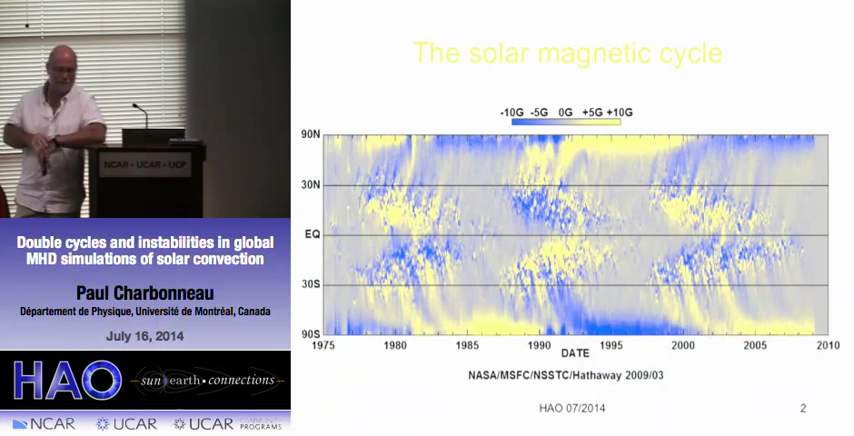 The solar magnetic cycle
-10G -5G 0G +5G +10G
90N
30N
EQ
30S
90S
1975 1980 1985 1990 1995 2000 2005 2010
DATE
NASA/MSFC/NSSTC/Hathaway 2009/03
HAO 07/2014
2
NCAR - UCAR - UCP
Double cycles and instabilities in global
MHD simulations of solar convection
Paul Charbonneau
Département de Physique, Université de Montréal, Canada
July 16, 2014
HAO
sun earth • connections
NCAR
UCAR
UCAR COMMUNITY
PROGRAMS